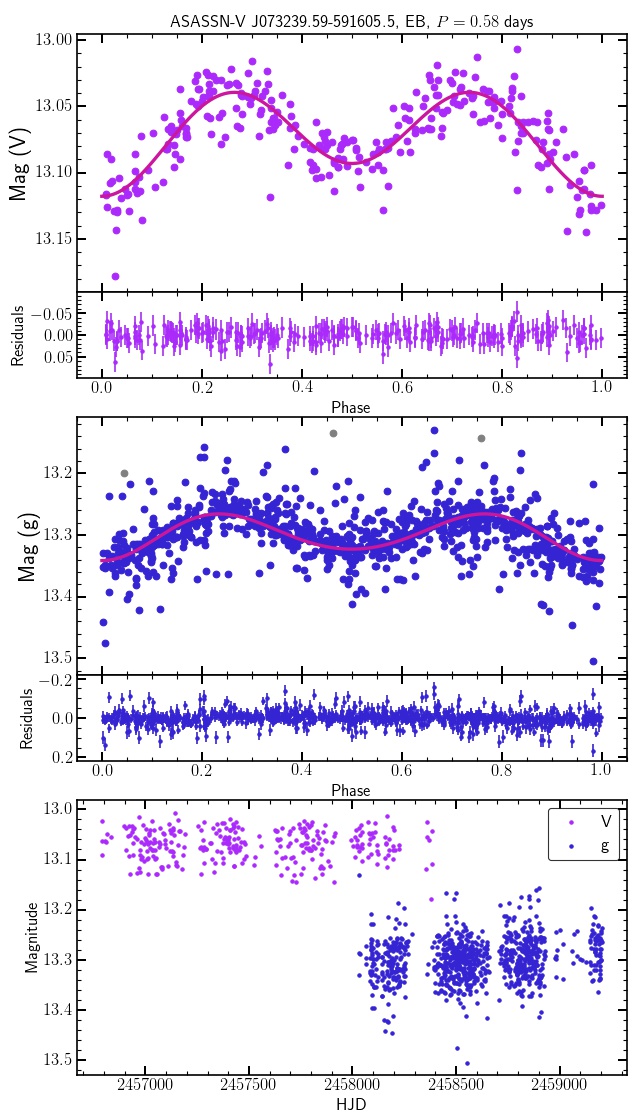 ASASSN-V J073239.59-591605.5, EB, P = 0.58 days
13.00
13.05
13.10
13.15
Mag (V)
−0.05
0.00
0.05
Residuals
0.0 0.2 0.4 0.6 0.8 1.0
Phase
13.2
13.3
13.4
13.5
Mag (g)
−0.2
0.0
0.2
Residuals
0.0 0.2 0.4 0.6 0.8 1.0
Phase
13.0
13.1
13.2
13.3
13.4
13.5
Magnitude
V
g
2457000 2457500 2458000 2458500 2459000
HJD